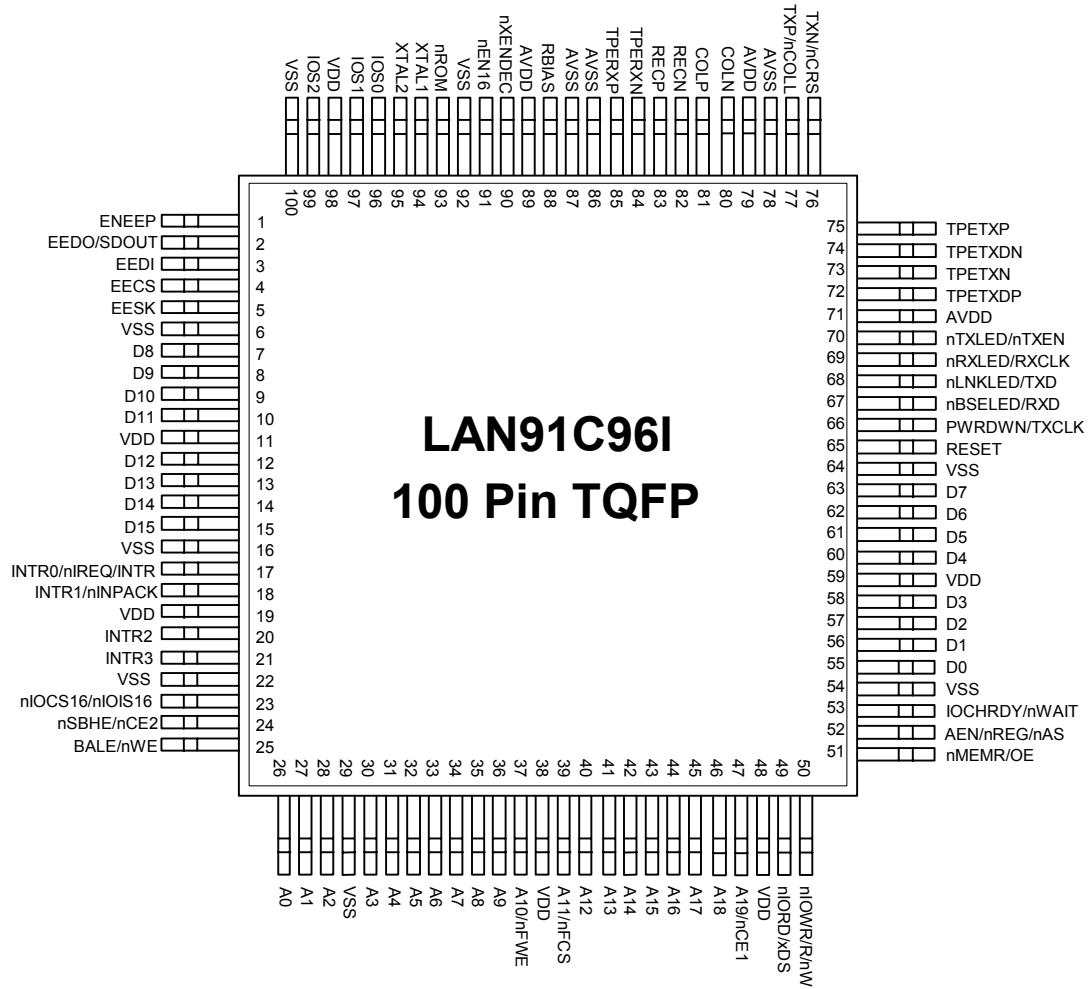 VSS
IOS2
VDD
IOS1
IOS0
XTAL2
XTAL1
nROM
VSS
nEN16
nXENDEC
AVDD
RBIAS
AVSS
AVSS
TPERXP
TPERXN
RECP
RECN
COLP
COLN
AVDD
AVSS
TXP/nCOLL
TXN/nCRS
100
99
98
97
96
95
94
93
92
91
90
89
88
87
86
85
84
83
82
81
80
79
78
77
76
ENEEP 1
EEDO/SDOUT 2
EEDI 3
EECS 4
EESK 5
VSS 6
D8 7
D9 8
D10 9
D11 10
VDD 11
D12 12
D13 13
D14 14
D15 15
VSS 16
INTR0/nIREQ/INTR 17
INTR1/nINPACK 18
VDD 19
INTR2 20
INTR3 21
VSS 22
nIOCS16/nIOIS16 23
nSBHE/nCE2 24
BALE/nWE 25
LAN91C96I
100 Pin TQFP
75 TPETXP
74 TPETXDN
73 TPETXN
72 TPETXDP
71 AVDD
70 nTXLED/nTXEN
69 nRXLED/RXCLK
68 nLNKLED/TXD
67 nBSELED/RXD
66 PWRDWN/TXCLK
65 RESET
64 VSS
63 D7
62 D6
61 D5
60 D4
59 VDD
58 D3
57 D2
56 D1
55 D0
54 VSS
53 IOCHRDY/nWAIT
52 AEN/nREG/nAS
51 nMEMR/OE
26
27
28
29
30
31
32
33
34
35
36
37
38
39
40
41
42
43
44
45
46
47
48
49
50
A0
A1
A2
VSS
A3
A4
A5
A6
A7
A8
A9
A10/nFWE
VDD
A11/nFCS
A12
A13
A14
A15
A16
A17
A18
A19/nCE1
VDD
nIORD/xDS
nIOWR/R/nW